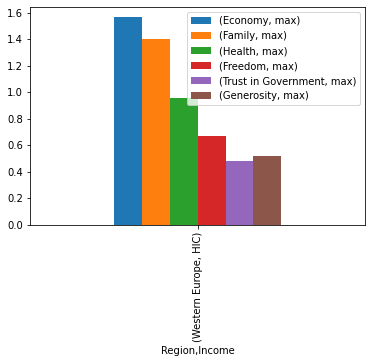 1.6
1.4
1.2
1.0
0.8
0.6
0.4
0.2
0.0
(Economy, max)
(Family, max)
(Health, max)
(Freedom, max)
(Trust in Government, max)
(Generosity, max)
(Western Europe, HIC)
Region,Income